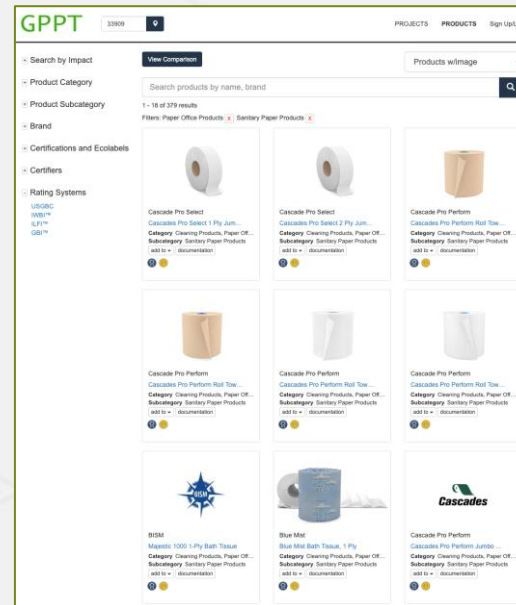 GPPT
33909
PROJECTS PRODUCTS Sign Up/L
Search by Impact
Product Category
Product Subcategory
Brand
Certifications and Ecolabels
Certifiers
Rating Systems
USGBC
IWBI™
ILFI™
GBI™
View Comparison
Products w/image
Search products by name, brand
1 - 18 of 379 results
Filters: Paper Office Products x Sanitary Paper Products x
Cascade Pro Select
Cascades Pro Select 1 Ply Jum...
Category Cleaning Products, Paper Off...
Subcategory Sanitary Paper Products
add to documentation
Cascade Pro Select
Cascades Pro Select 2 Ply Jum...
Category Cleaning Products, Paper Off...
Subcategory Sanitary Paper Products
add to documentation
Cascade Pro Perform
Cascades Pro Perform Roll Tow...
Category Cleaning Products, Paper Off...
Subcategory Sanitary Paper Products
add to documentation
Cascade Pro Perform
Cascades Pro Perform Roll Tow...
Category Cleaning Products, Paper Off...
Subcategory Sanitary Paper Products
add to documentation
Cascade Pro Perform
Cascades Pro Perform Roll Tow...
Category Cleaning Products, Paper Off...
Subcategory Sanitary Paper Products
add to documentation
Cascade Pro Perform
Cascades Pro Perform Roll Tow...
Category Cleaning Products, Paper Off...
Subcategory Sanitary Paper Products
add to documentation
BISM
BISM
Majestic 1000 1-Ply Bath Tissue
Category Cleaning Products, Paper Off...
Subcategory Sanitary Paper Products
add to documentation
Blue Mist
Blue Mist Bath Tissue, 1 Ply
Category Cleaning Products, Paper Off...
Subcategory Sanitary Paper Products
add to documentation
Cascades
Cascade Pro Perform
Cascades Pro Perform Jumbo ...
Category Cleaning Products, Paper Off...
Subcategory Sanitary Paper Products
add to documentation